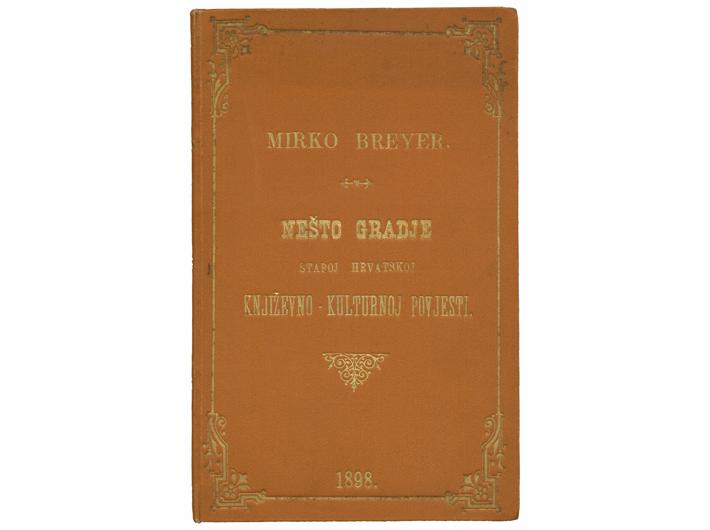 MIRKO BREYER.
NEŠTO GRADJE
STAROJ HRVATSKOJ
KNJIŽEVNO - KULTURNOJ POVJESTI.
1898.